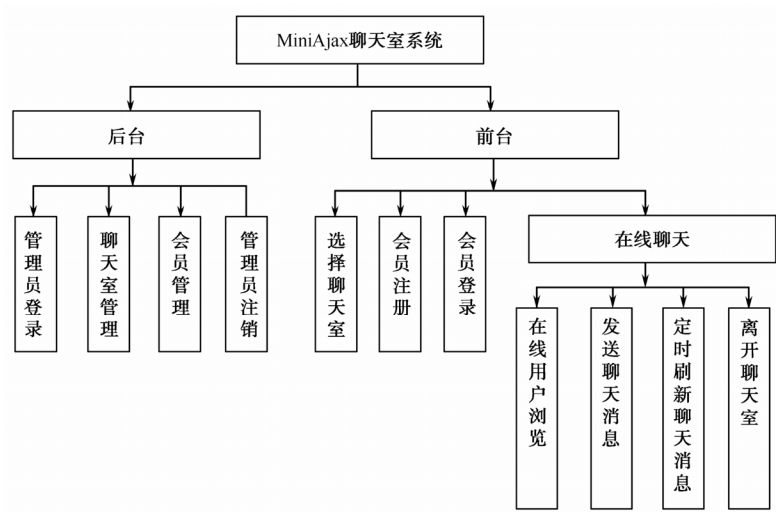 MiniAjax聊天室系统
后台
前台
管理员登录
聊天室管理
会员管理
管理员注销
选择聊天室
会员注册
会员登录
在线聊天
在线用户浏览
发送聊天消息
定时刷新聊天消息
离开聊天室